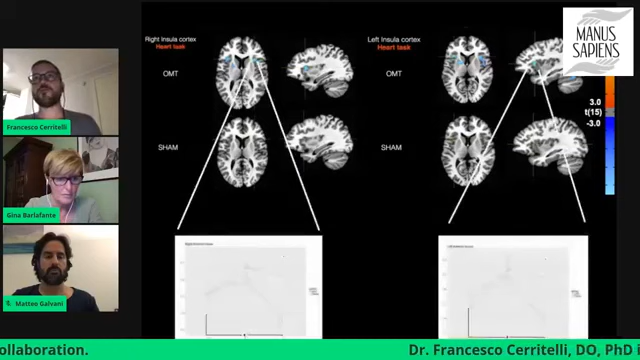 Right Insula cortex
Heart task
OMT
SHAM
Left Insula cortex
Heart task
OMT
SHAM
3.0
t(15)
-3.0
MANUS
SAPIENS
Francesco Cerritelli
Gina Barlafante
Matteo Galvani
ollaboration.
Dr. Francesco Cerritelli, DO, PhD i